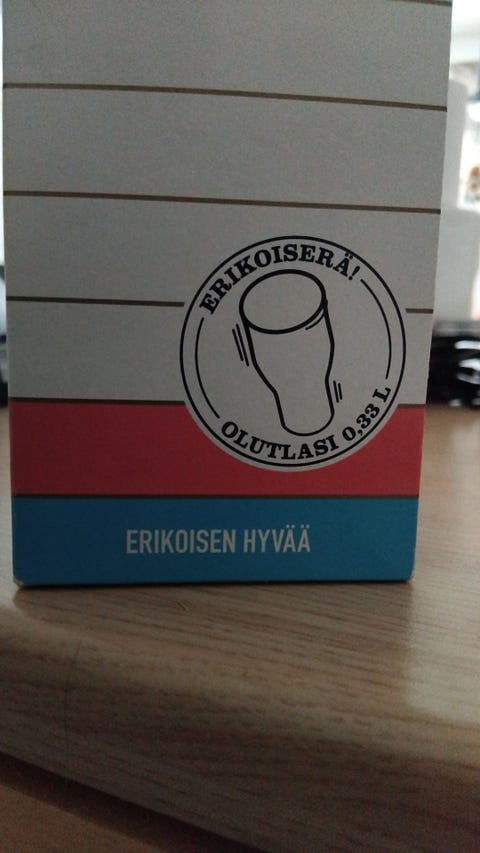 ERIKOISERÄ!
OLUTLASI 0,33 L
ERIKOISEN HYVÄÄ